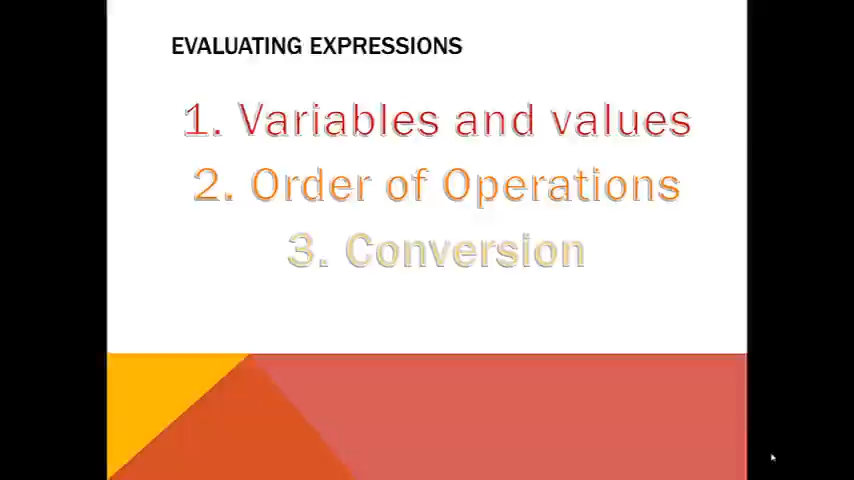 EVALUATING EXPRESSIONS
1. Variables and values
2. Order of Operations
3. Conversion